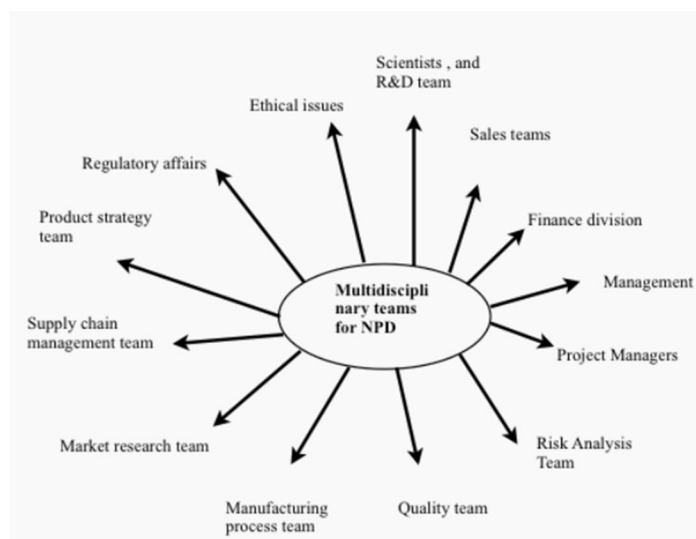 Scientists , and
R&D team
Ethical issues
Sales teams
Regulatory affairs
Product strategy
team
Finance division
Management
Multidiscipli
nary teams
for NPD
Supply chain
management team
Project Managers
Market research team
Risk Analysis
Team
Manufacturing
process team
Quality team